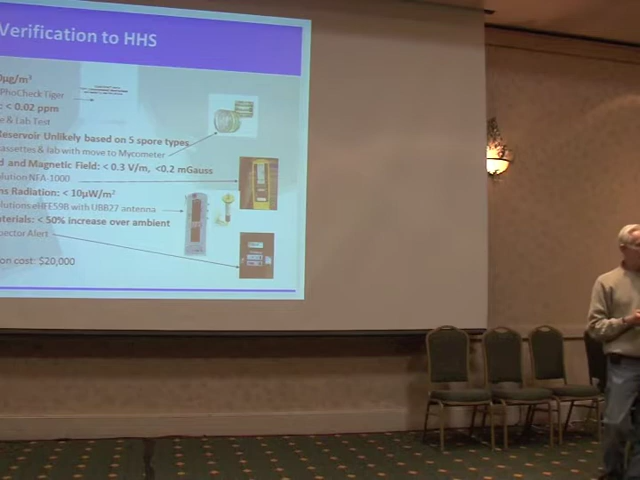 Verification to HHS
0µg/m³
PhoCheck Tiger
: < 0.02 ppm
e & Lab Test
Reservoir Unlikely based on 5 spore types
assettes & lab with move to Mycometer
d and Magnetic Field: < 0.3 V/m, <0.2 mGauss
olution NFA-1000
ns Radiation: < 10µW/m²
olutions eHFE59B with UBB27 antenna
aterials: < 50% increase over ambient
pector Alert
on cost: $20,000